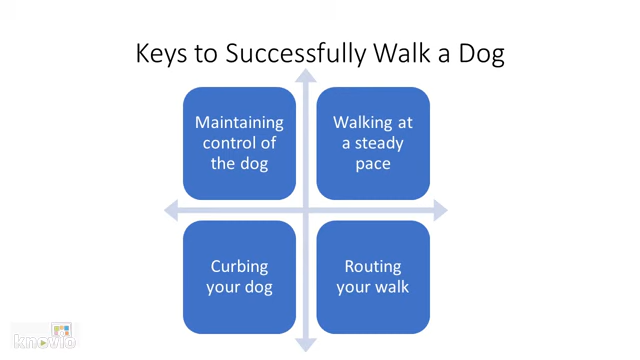 Keys to Successfully Walk a Dog
Maintaining
control of
the dog
Walking at
a steady
pace
Curbing
your dog
Routing
your walk
knovio